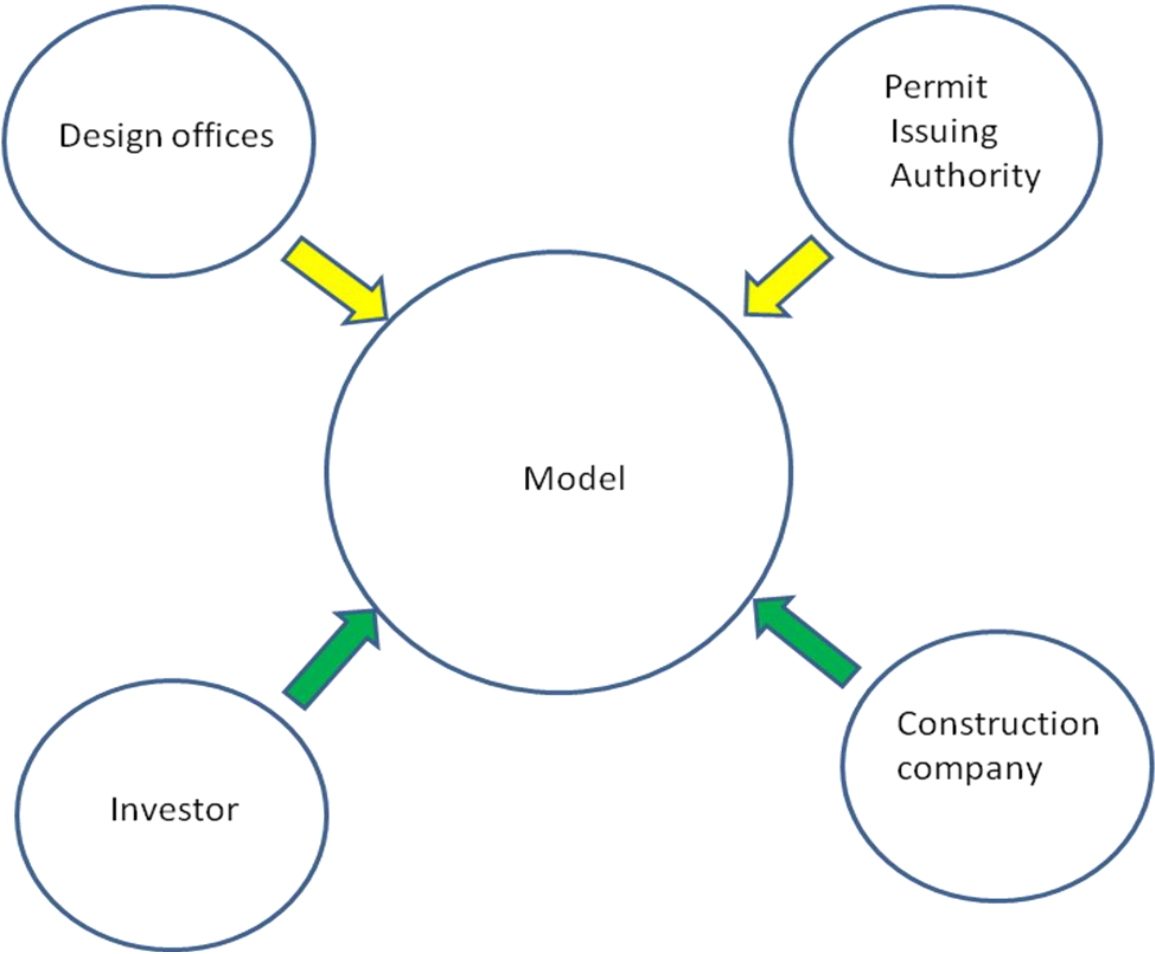 Design offices
Permit
Issuing
Authority
Model
Investor
Construction
company